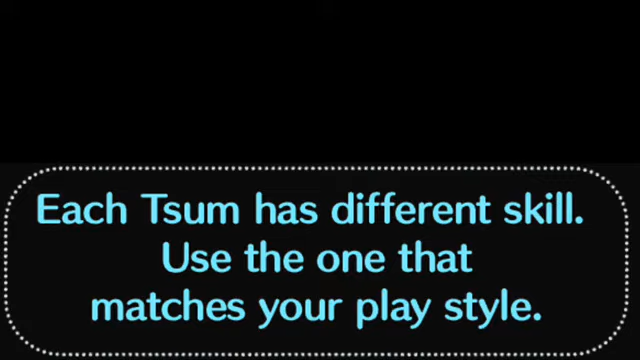 Each Tsum has different skill.
Use the one that
matches your play style.